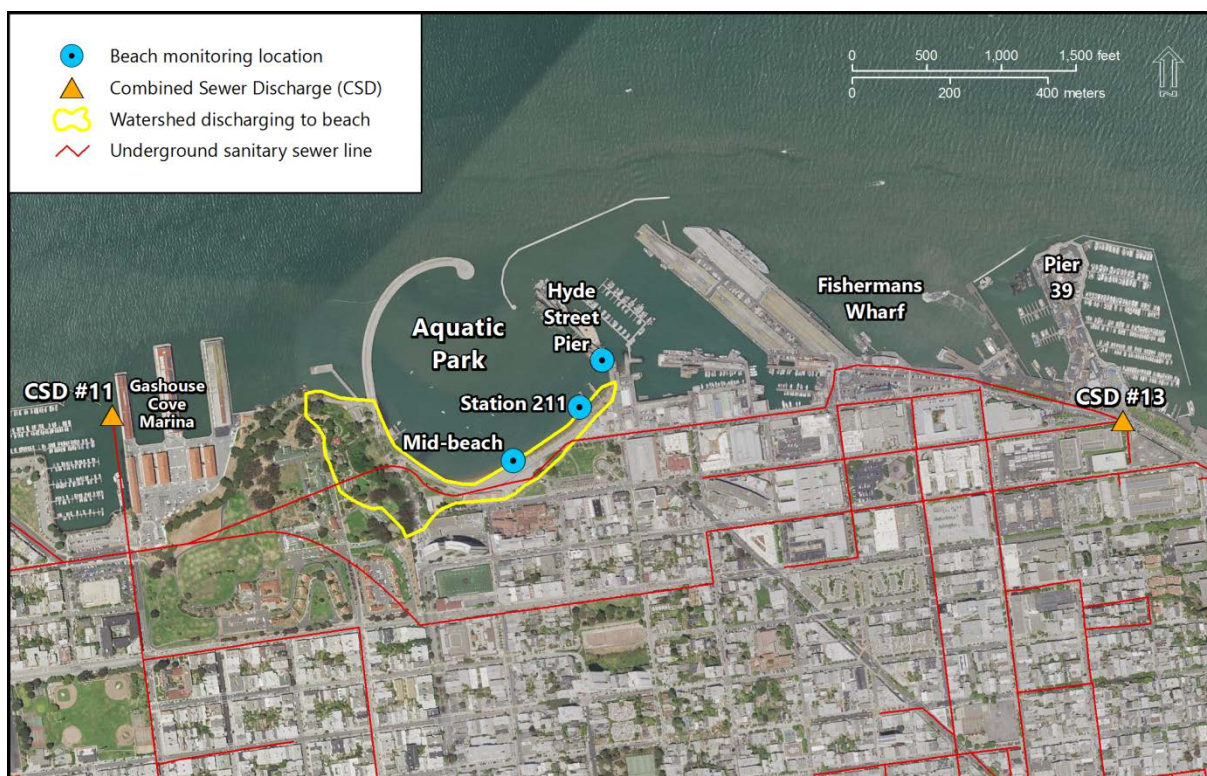 Beach monitoring location
Combined Sewer Discharge (CSD)
Watershed discharging to beach
Underground sanitary sewer line
0 500 1,000 1,500 feet
0 200 400 meters
Hyde
Street
Pier
Aquatic
Park
Fishermans
Wharf
Pier
39
CSD #11
Gashouse
Cove
Marina
Station 211
CSD #13
Mid-beach